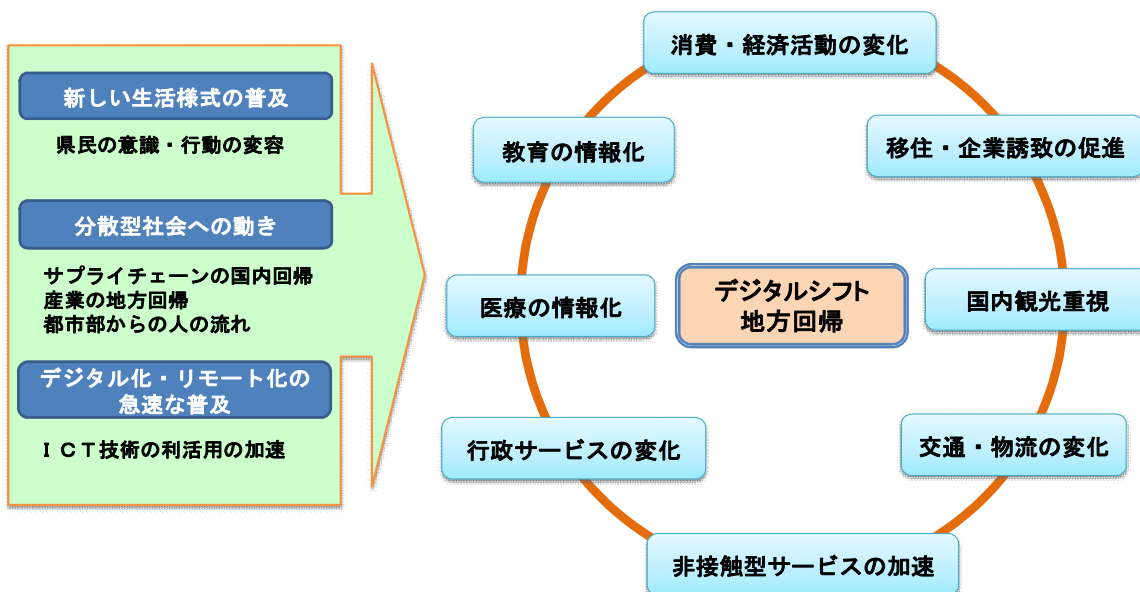 新しい生活様式の普及
県民の意識・行動の変容
分散型社会への動き
サプライチェーンの国内回帰
産業の地方回帰
都市部からの人の流れ
デジタル化・リモート化の
急速な普及
ＩＣＴ技術の利活用の加速
消費・経済活動の変化
教育の情報化
移住・企業誘致の促進
医療の情報化
デジタルシフト
地方回帰
国内観光重視
行政サービスの変化
交通・物流の変化
非接触型サービスの加速